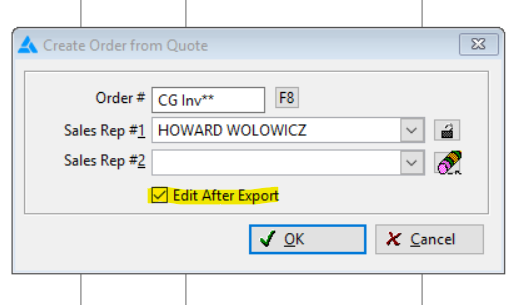 Create Order from Quote
Order # CG Inv** F8
Sales Rep #1 HOWARD WOLOWICZ
Sales Rep #2
Edit After Export
OK Cancel